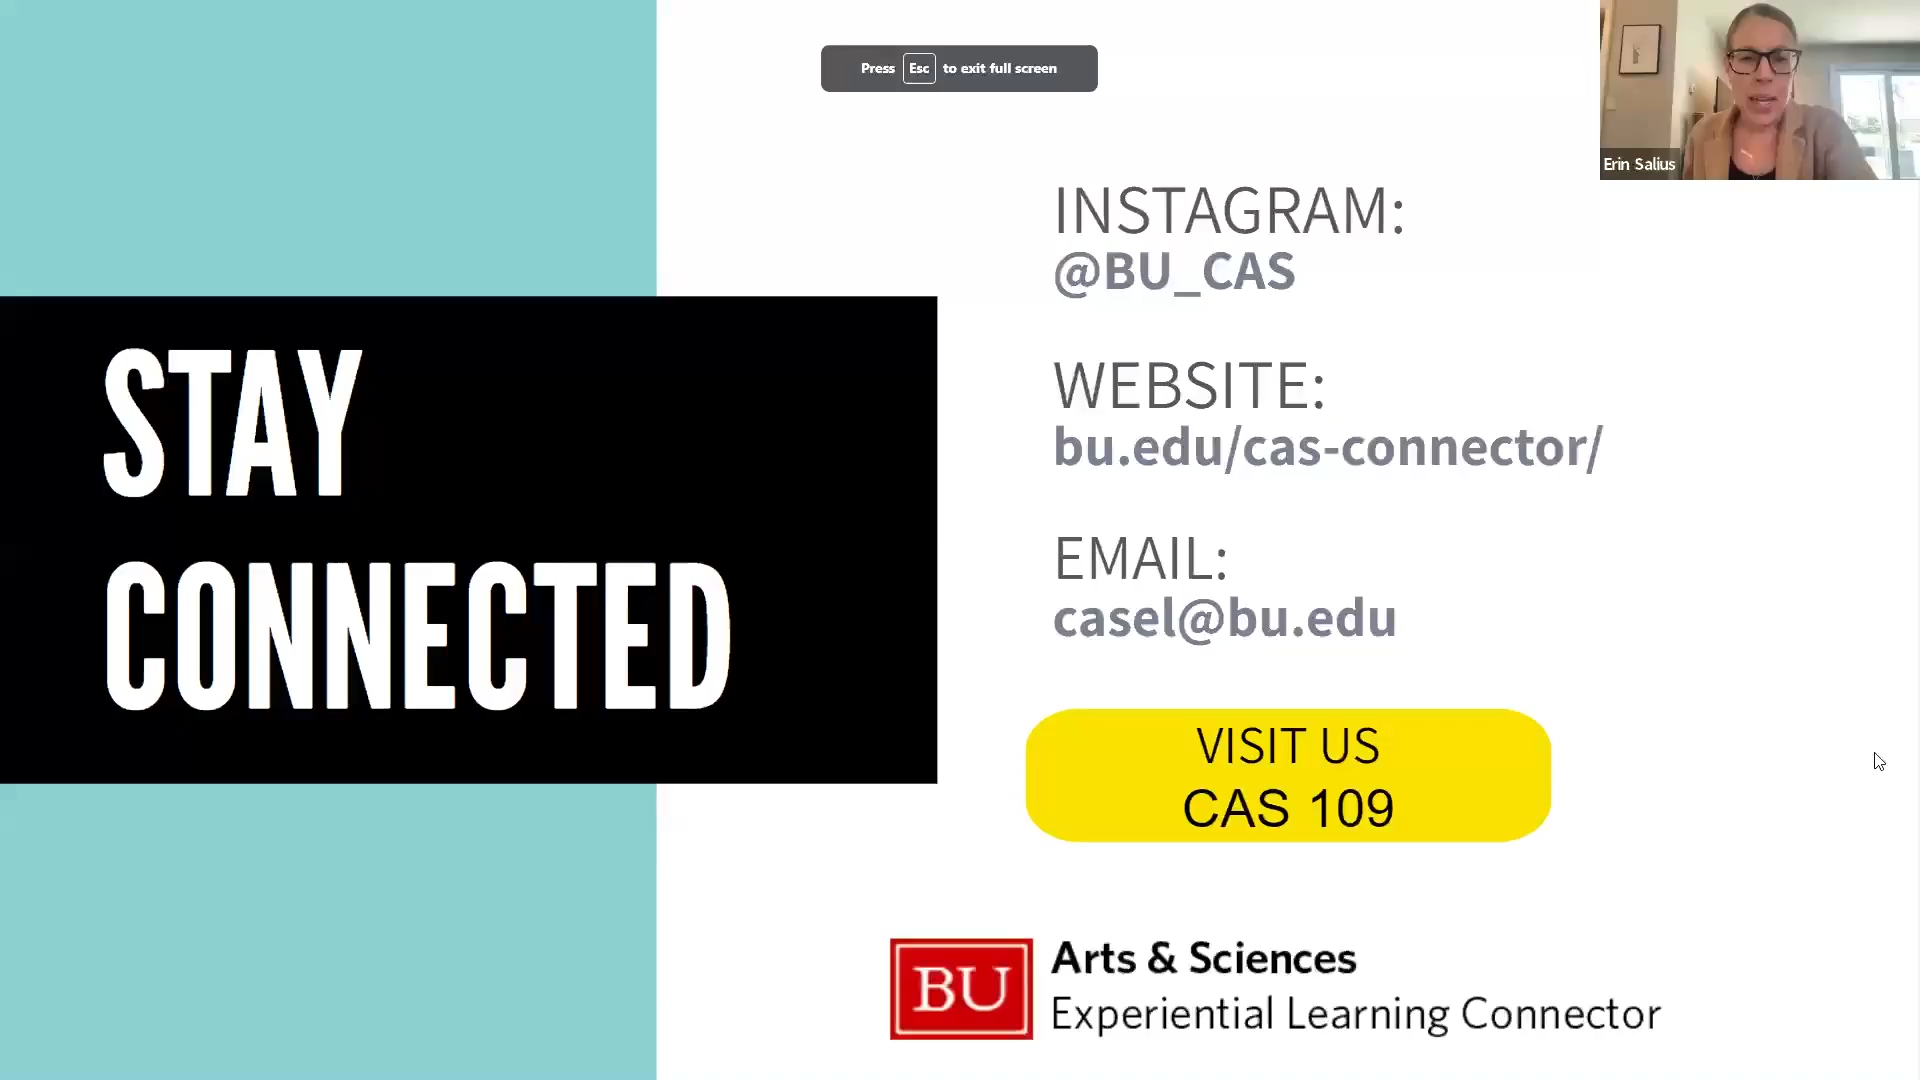 Press Esc to exit full screen
Erin Salius
STAY
CONNECTED
INSTAGRAM:
@BU_CAS
WEBSITE:
bu.edu/cas-connector/
EMAIL:
casel@bu.edu
VISIT US
CAS 109
BU
Arts & Sciences
Experiential Learning Connector